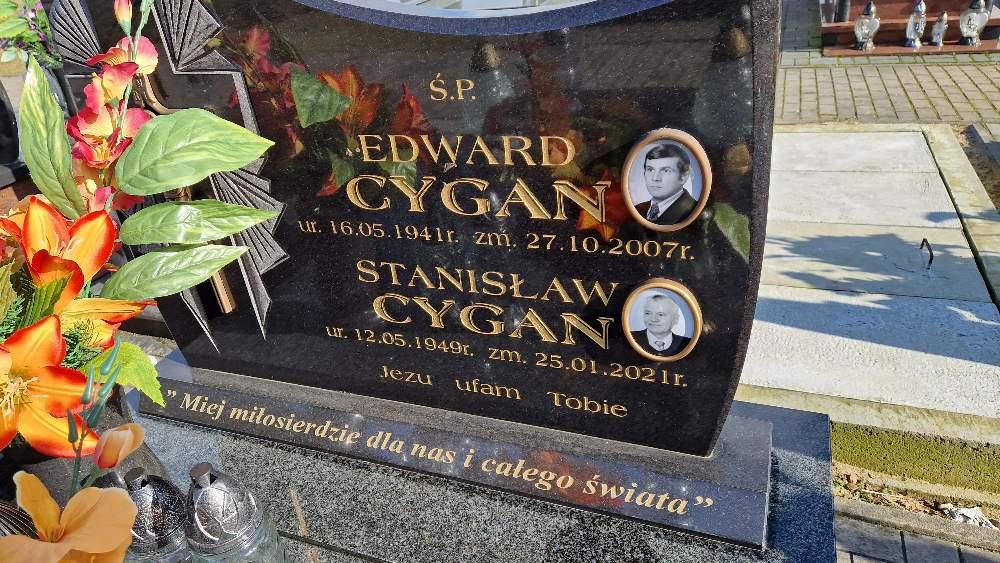 Ś.P.
EDWARD
CYGAN
ur. 16.05.1941r. zm. 27.10.2007r.
STANISŁAW
CYGAN
ur. 12.05.1949r. zm. 25.01.2021r.
Jezu ufam Tobie
" Miej miłosierdzie dla nas i całego świata"